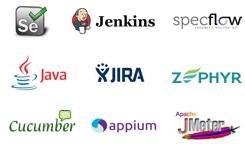 Se
Jenkins
specflow
Java
JIRA
ZEPHYR
Cucumber
appium
Apache
JMeter